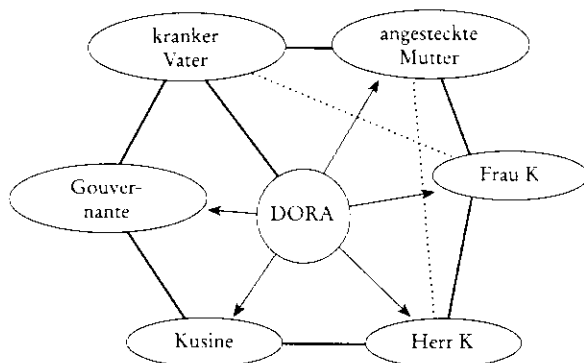 kranker
Vater
angesteckte
Mutter
Gouver-
nante
DORA
Frau K
Kusine
Herr K